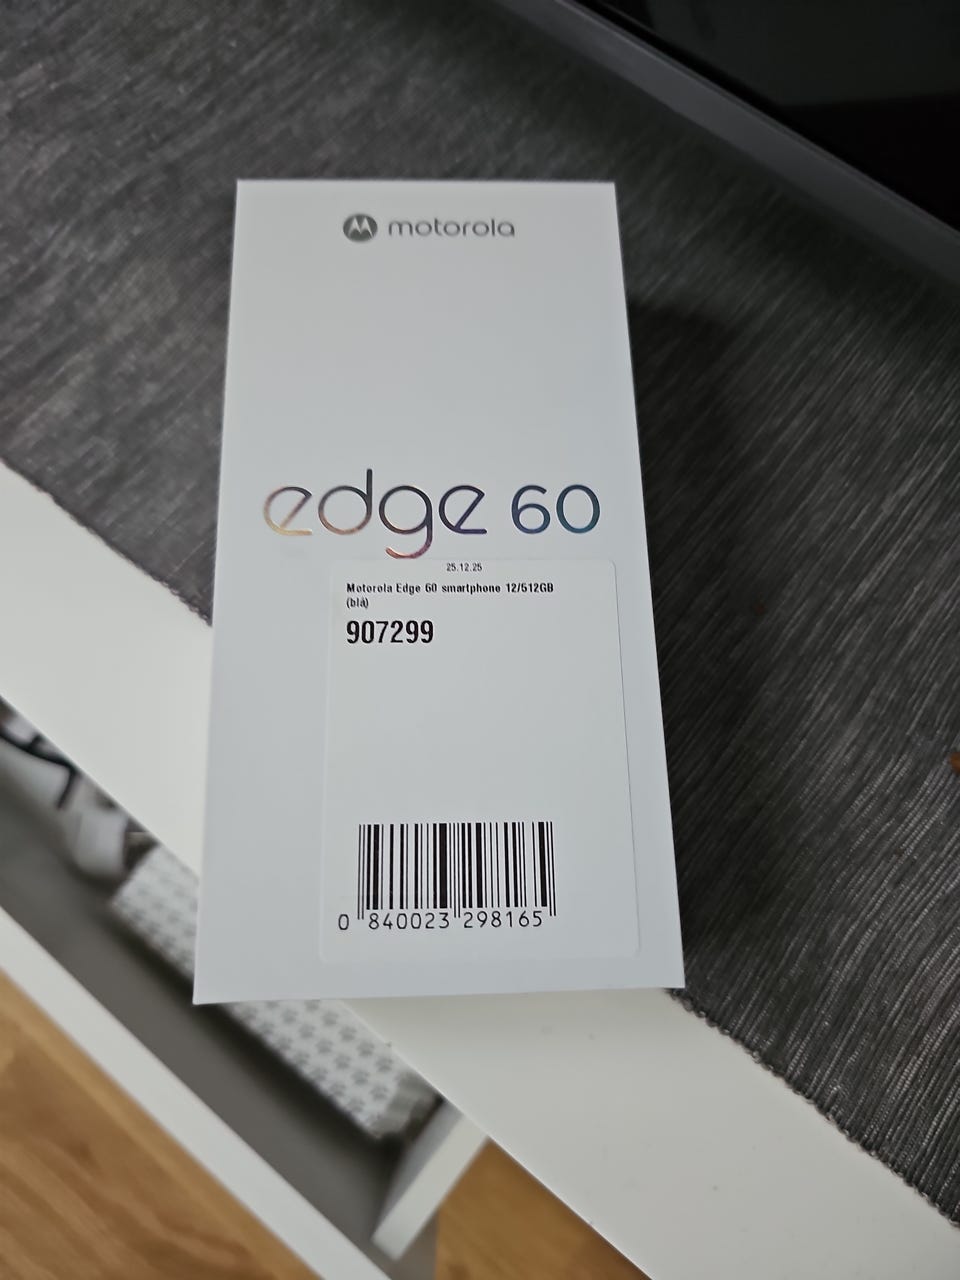 motorola
edge 60
25.12.25
Motorola Edge 60 smartphone 12/512GB
(blå)
907299
0 840023 298165